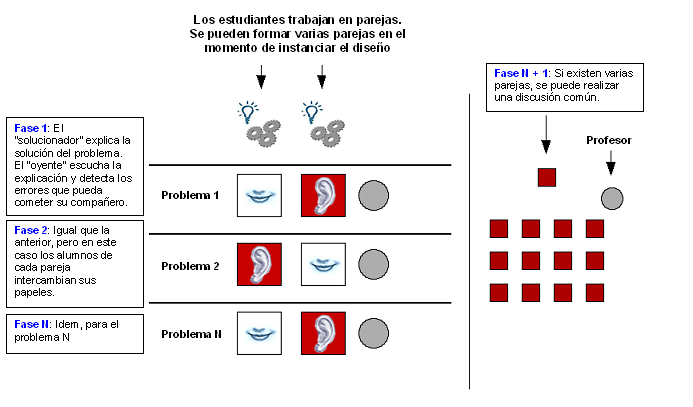 Los estudiantes trabajan en parejas.
Se pueden formar varias parejas en el
momento de instanciar el diseño
Fase 1: El
"solucionador" explica la
solución del problema.
El "oyente" escucha la
explicación y detecta los
errores que pueda
cometer su compañero.
Fase 2: Igual que la
anterior, pero en este
caso los alumnos de
cada pareja
intercambian sus
papeles.
Fase N: Idem, para el
problema N
Problema 1
Problema 2
Problema N
Fase N + 1: Si existen varias
parejas, se puede realizar
una discusión común.
Profesor